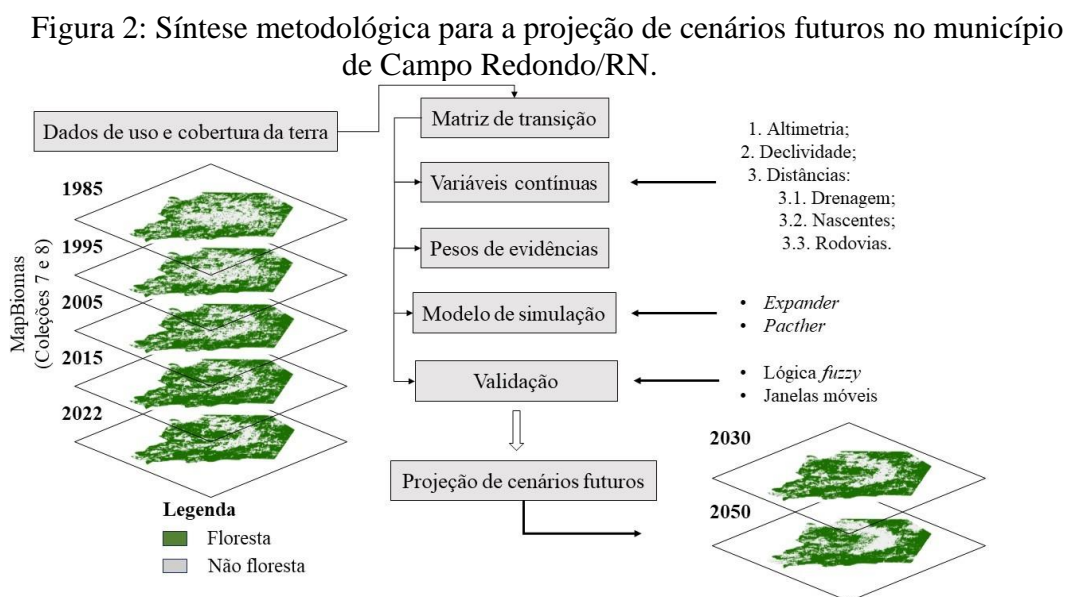 Figura 2: Síntese metodológica para a projeção de cenários futuros no município
de Campo Redondo/RN.
Dados de uso e cobertura da terra
MapBiomas
(Coleções 7 e 8)
1985
1995
2005
2015
2022
Legenda
Floresta
Não floresta
Matriz de transição
Variáveis contínuas
Pesos de evidências
Modelo de simulação
Validação
Projeção de cenários futuros
1. Altimetria;
2. Declividade;
3. Distâncias:
3.1. Drenagem;
3.2. Nascentes;
3.3. Rodovias.
• Expander
• Pacther
• Lógica fuzzy
• Janelas móveis
2030
2050